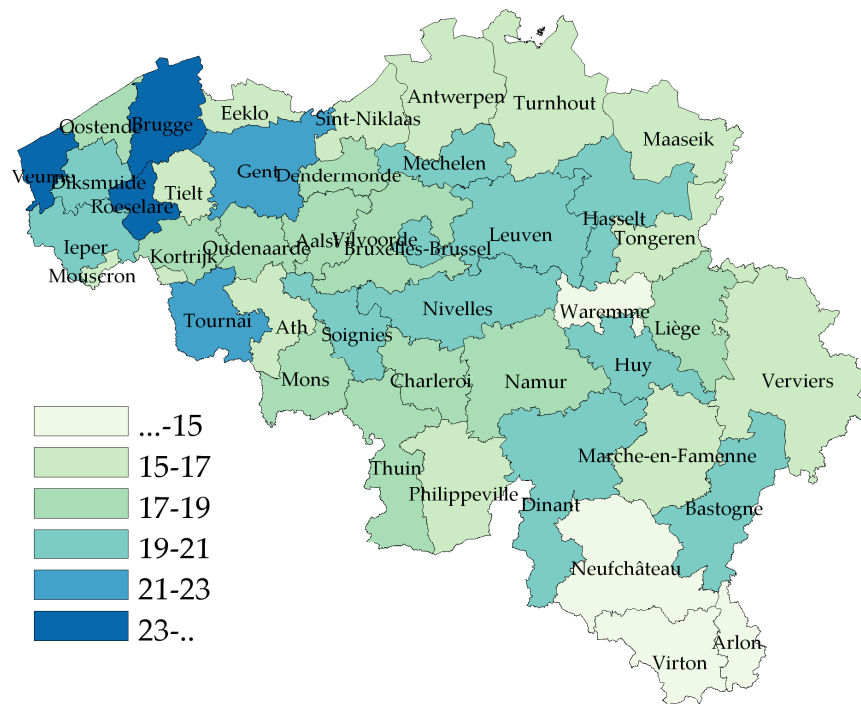 Antwerpen
Turnhout
Eeklo
Sint-Niklaas
Oostende
Brugge
Maaseik
Mechelen
Gent
Dendermonde
Veurne
Diksmuide
Tielt
Roeselare
Hasselt
Leuven
Aalst
Vilvoorde
Tongeren
Ieper
Oudenaarde
Bruxelles-Brussel
Kortrijk
Mouscron
Nivelles
Waremme
Tournai
Ath
Soignies
Liège
Huy
Mons
Charleroi
Namur
Verviers
...-15
Marche-en-Famenne
15-17
Thuin
Philippeville
17-19
Dinant
Bastogne
19-21
Neufchâteau
21-23
23-..
Arlon
Virton